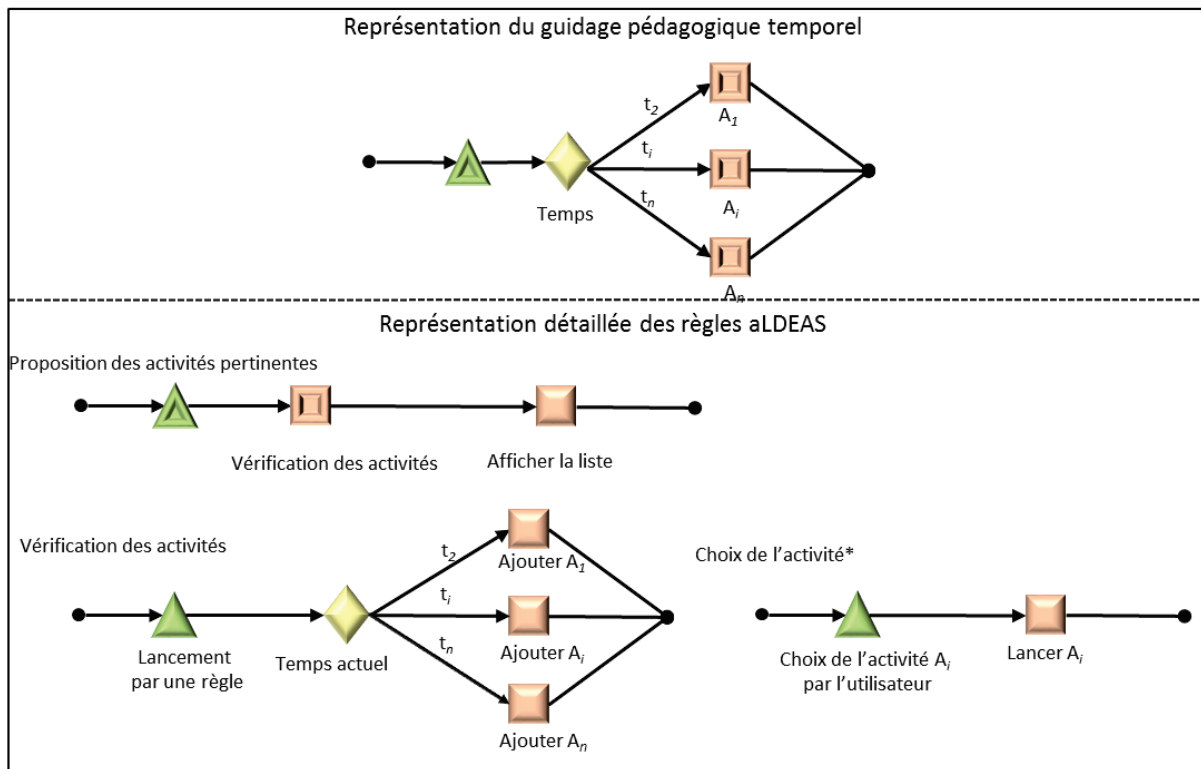 Représentation du guidage pédagogique temporel
t2
A1
ti
Temps
Ai
tn
An
Représentation détaillée des règles aLDEAS
Proposition des activités pertinentes
Vérification des activités
Afficher la liste
Vérification des activités
t2
Ajouter A1
ti
Lancement
par une règle
Temps actuel
Ajouter Ai
tn
Ajouter An
Choix de l’activité*
Choix de l’activité Ai
par l’utilisateur
Lancer Ai